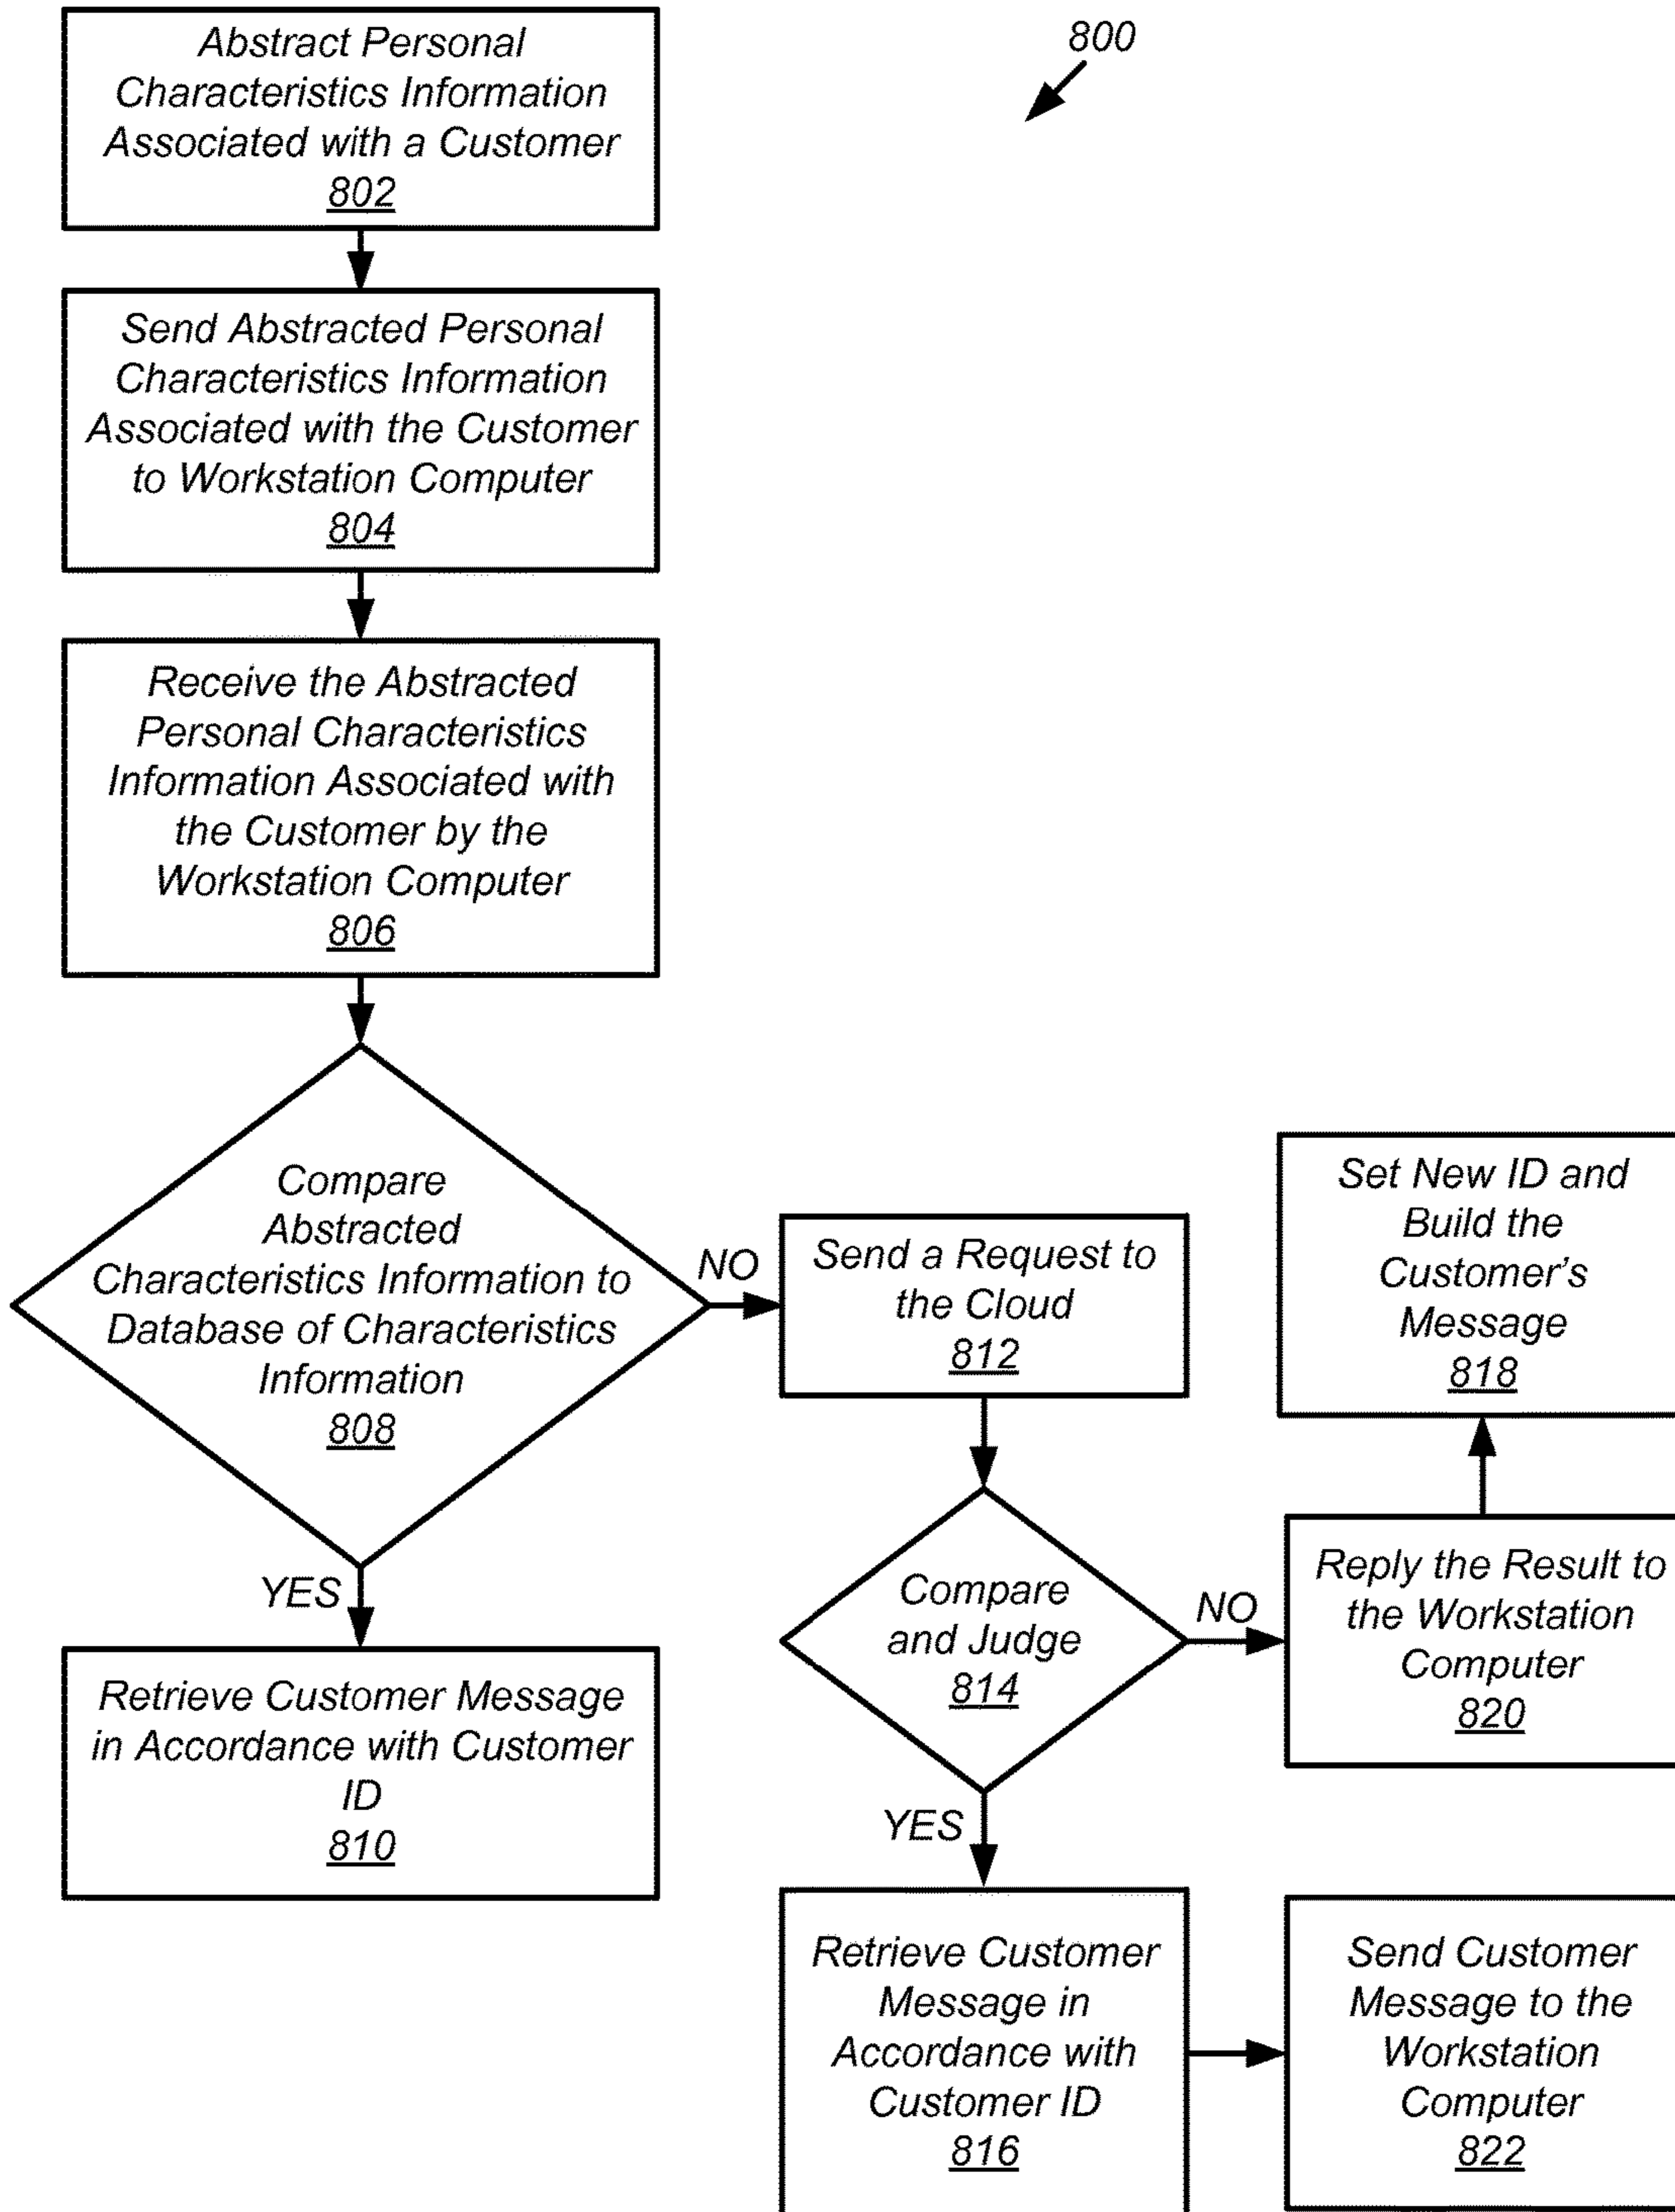 800
Abstract Personal
Characteristics Information
Associated with a Customer
802
Send Abstracted Personal
Characteristics Information
Associated with the Customer
to Workstation Computer
804
Receive the Abstracted
Personal Characteristics
Information Associated with
the Customer by the
Workstation Computer
806
Compare
Abstracted
Characteristics Information to
Database of Characteristics
Information
808
YES
Retrieve Customer Message
in Accordance with Customer
ID
810
NO
Send a Request to
the Cloud
812
Compare
and Judge
814
YES
Retrieve Customer
Message in
Accordance with
Customer ID
816
NO
Reply the Result to
the Workstation
Computer
820
Set New ID and
Build the
Customer's
Message
818
Send Customer
Message to the
Workstation
Computer
822